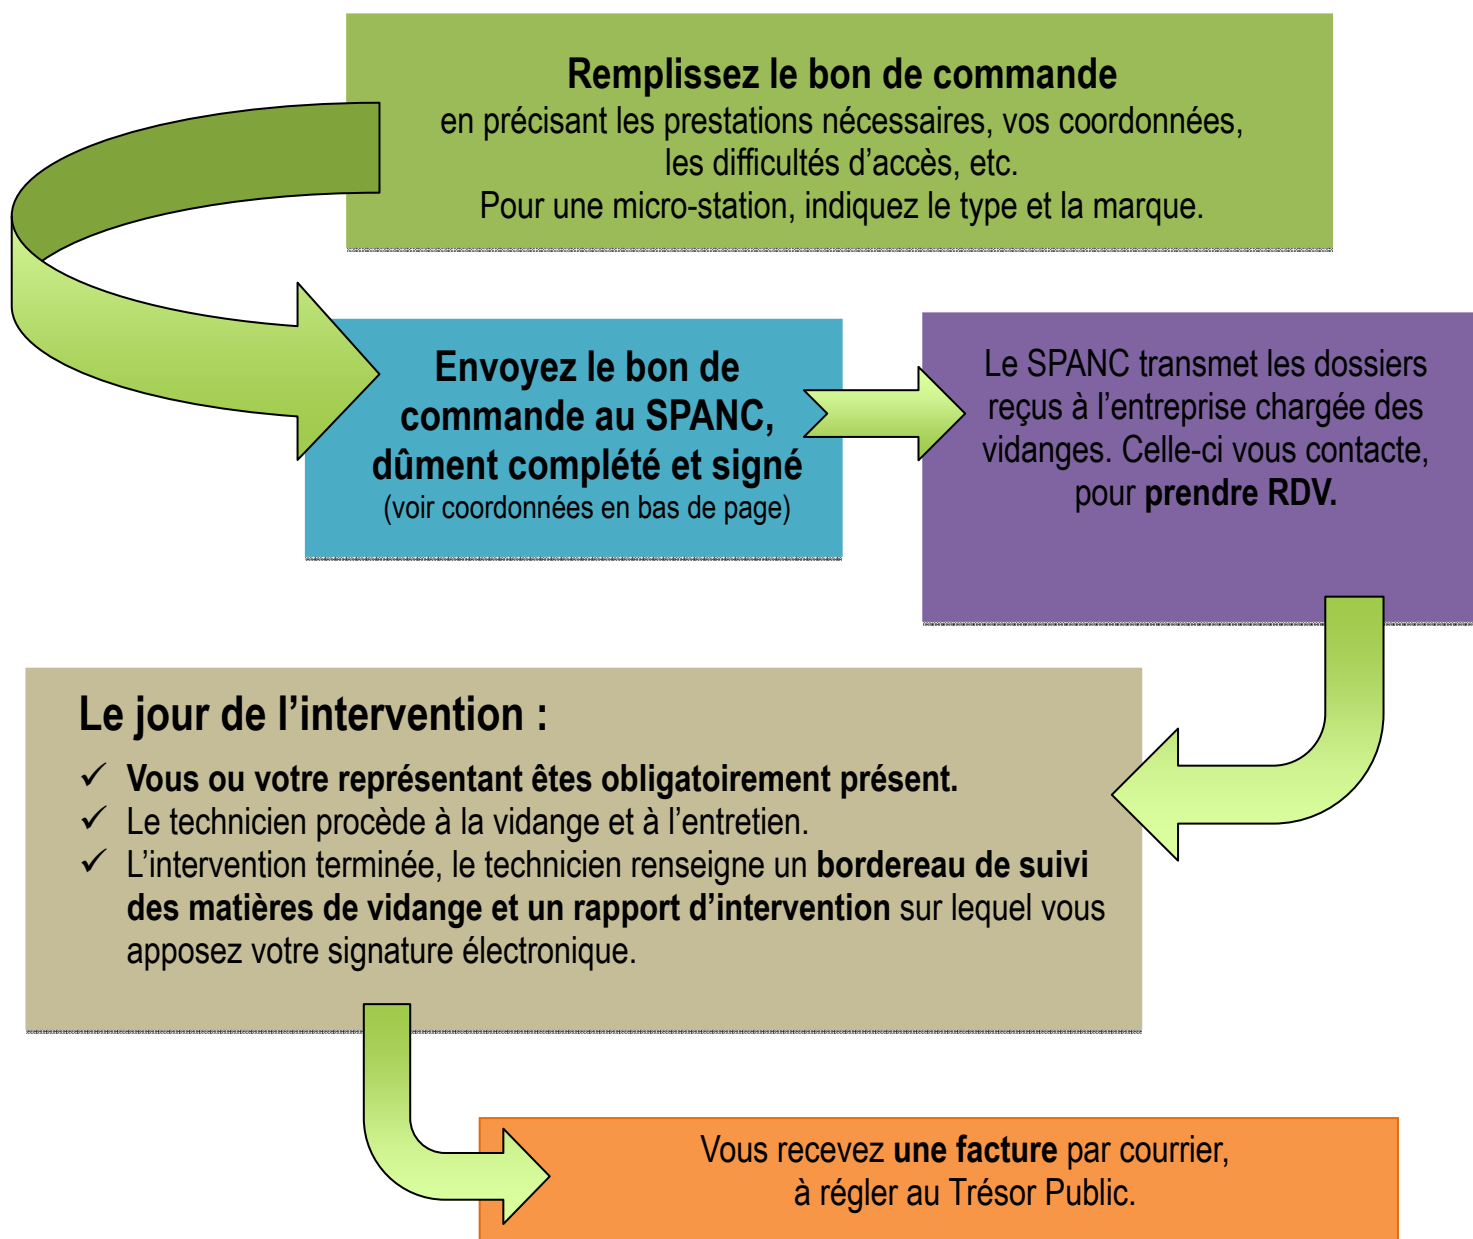 Remplissez le bon de commande
en précisant les prestations nécessaires, vos coordonnées,
les difficultés d’accès, etc.
Pour une micro-station, indiquez le type et la marque.
Envoyez le bon de
commande au SPANC,
dûment complété et signé
(voir coordonnées en bas de page)
Le SPANC transmet les dossiers
reçus à l’entreprise chargée des
vidanges. Celle-ci vous contacte,
pour prendre RDV.
Le jour de l’intervention :
✓ Vous ou votre représentant êtes obligatoirement présent.
✓ Le technicien procède à la vidange et à l’entretien.
✓ L’intervention terminée, le technicien renseigne un bordereau de suivi
des matières de vidange et un rapport d’intervention sur lequel vous
apposez votre signature électronique.
Vous recevez une facture par courrier,
à régler au Trésor Public.